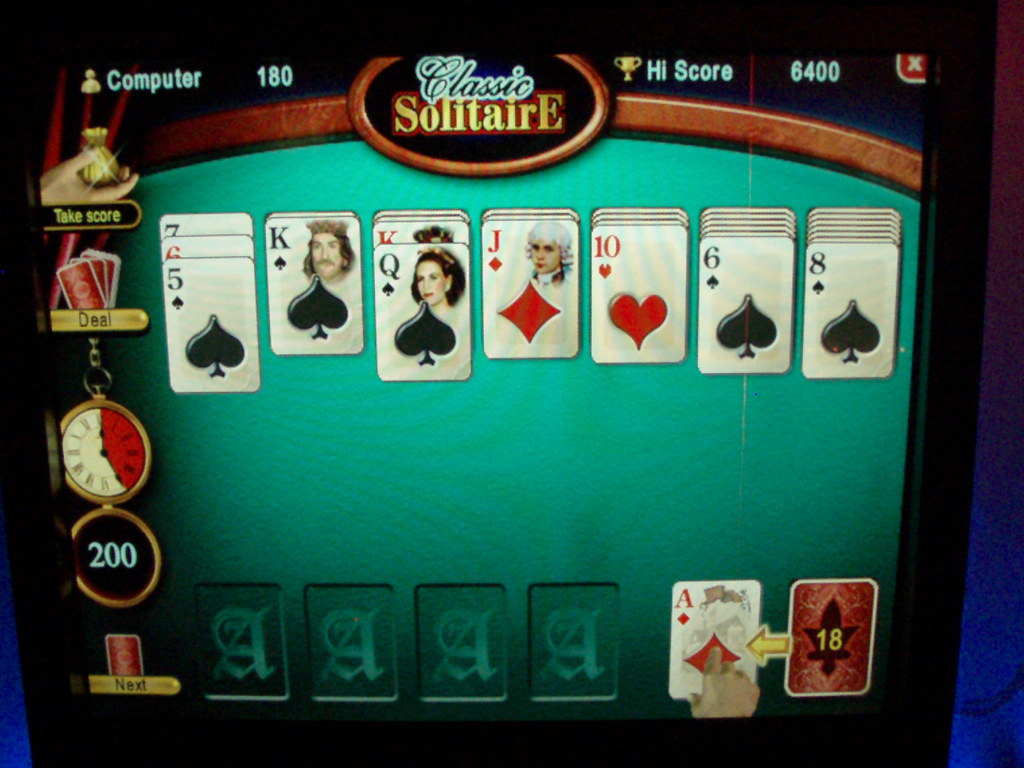 Computer 180
Classic
SolitairE
Hi Score 6400
X
Take score
Deal
200
Next
7
6
5
K
K
Q
J
10
6
8
A
A
A
A
A
18